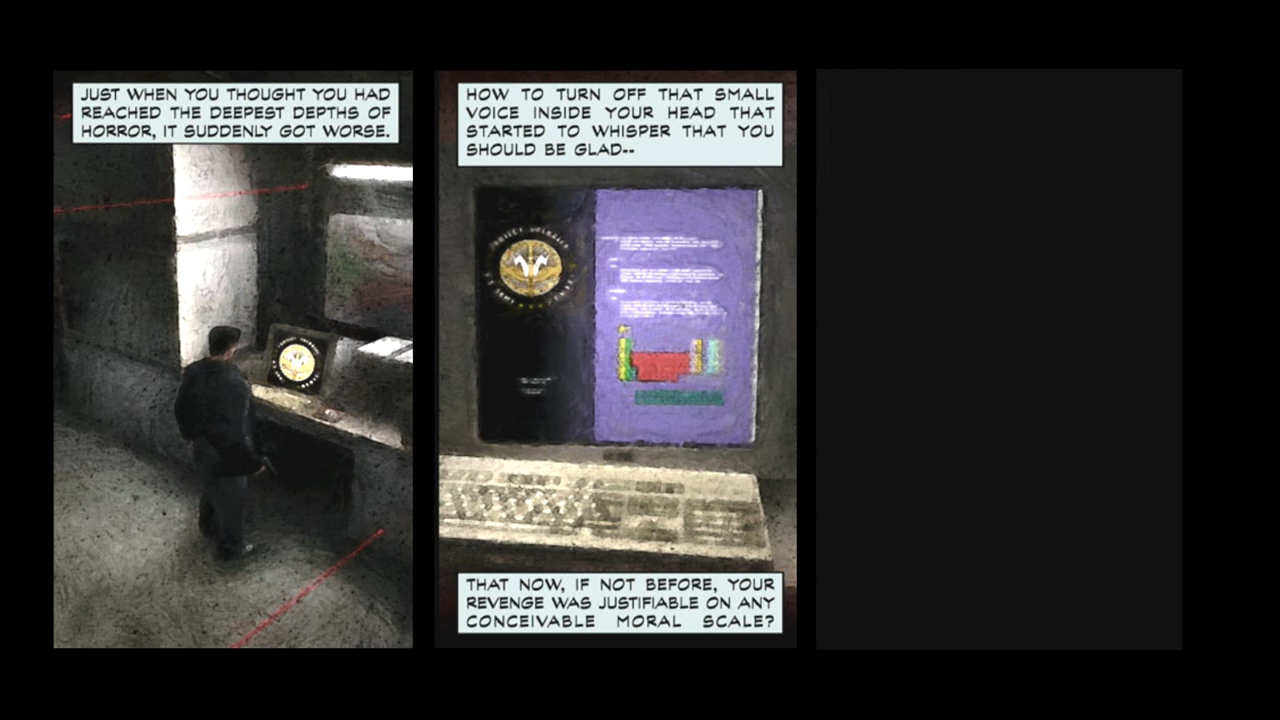 JUST WHEN YOU THOUGHT YOU HAD
REACHED THE DEEPEST DEPTHS OF
HORROR, IT SUDDENLY GOT WORSE.
HOW TO TURN OFF THAT SMALL
VOICE INSIDE YOUR HEAD THAT
STARTED TO WHISPER THAT YOU
SHOULD BE GLAD--
THAT NOW, IF NOT BEFORE, YOUR
REVENGE WAS JUSTIFIABLE ON ANY
CONCEIVABLE MORAL SCALE?